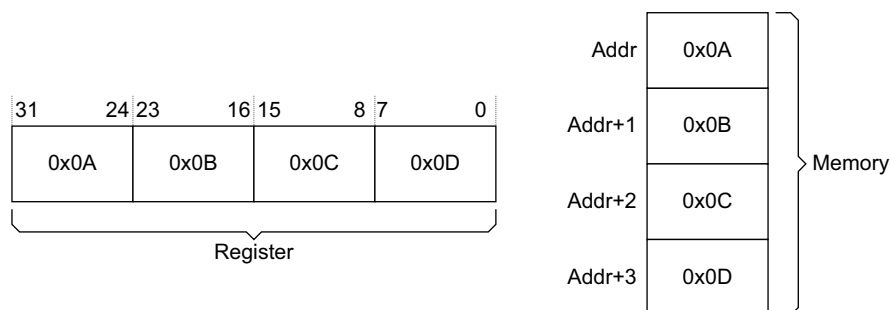 31 24 23 16 15 8 7 0
0x0A 0x0B 0x0C 0x0D
Register
Addr 0x0A
Addr+1 0x0B
Addr+2 0x0C
Addr+3 0x0D
Memory